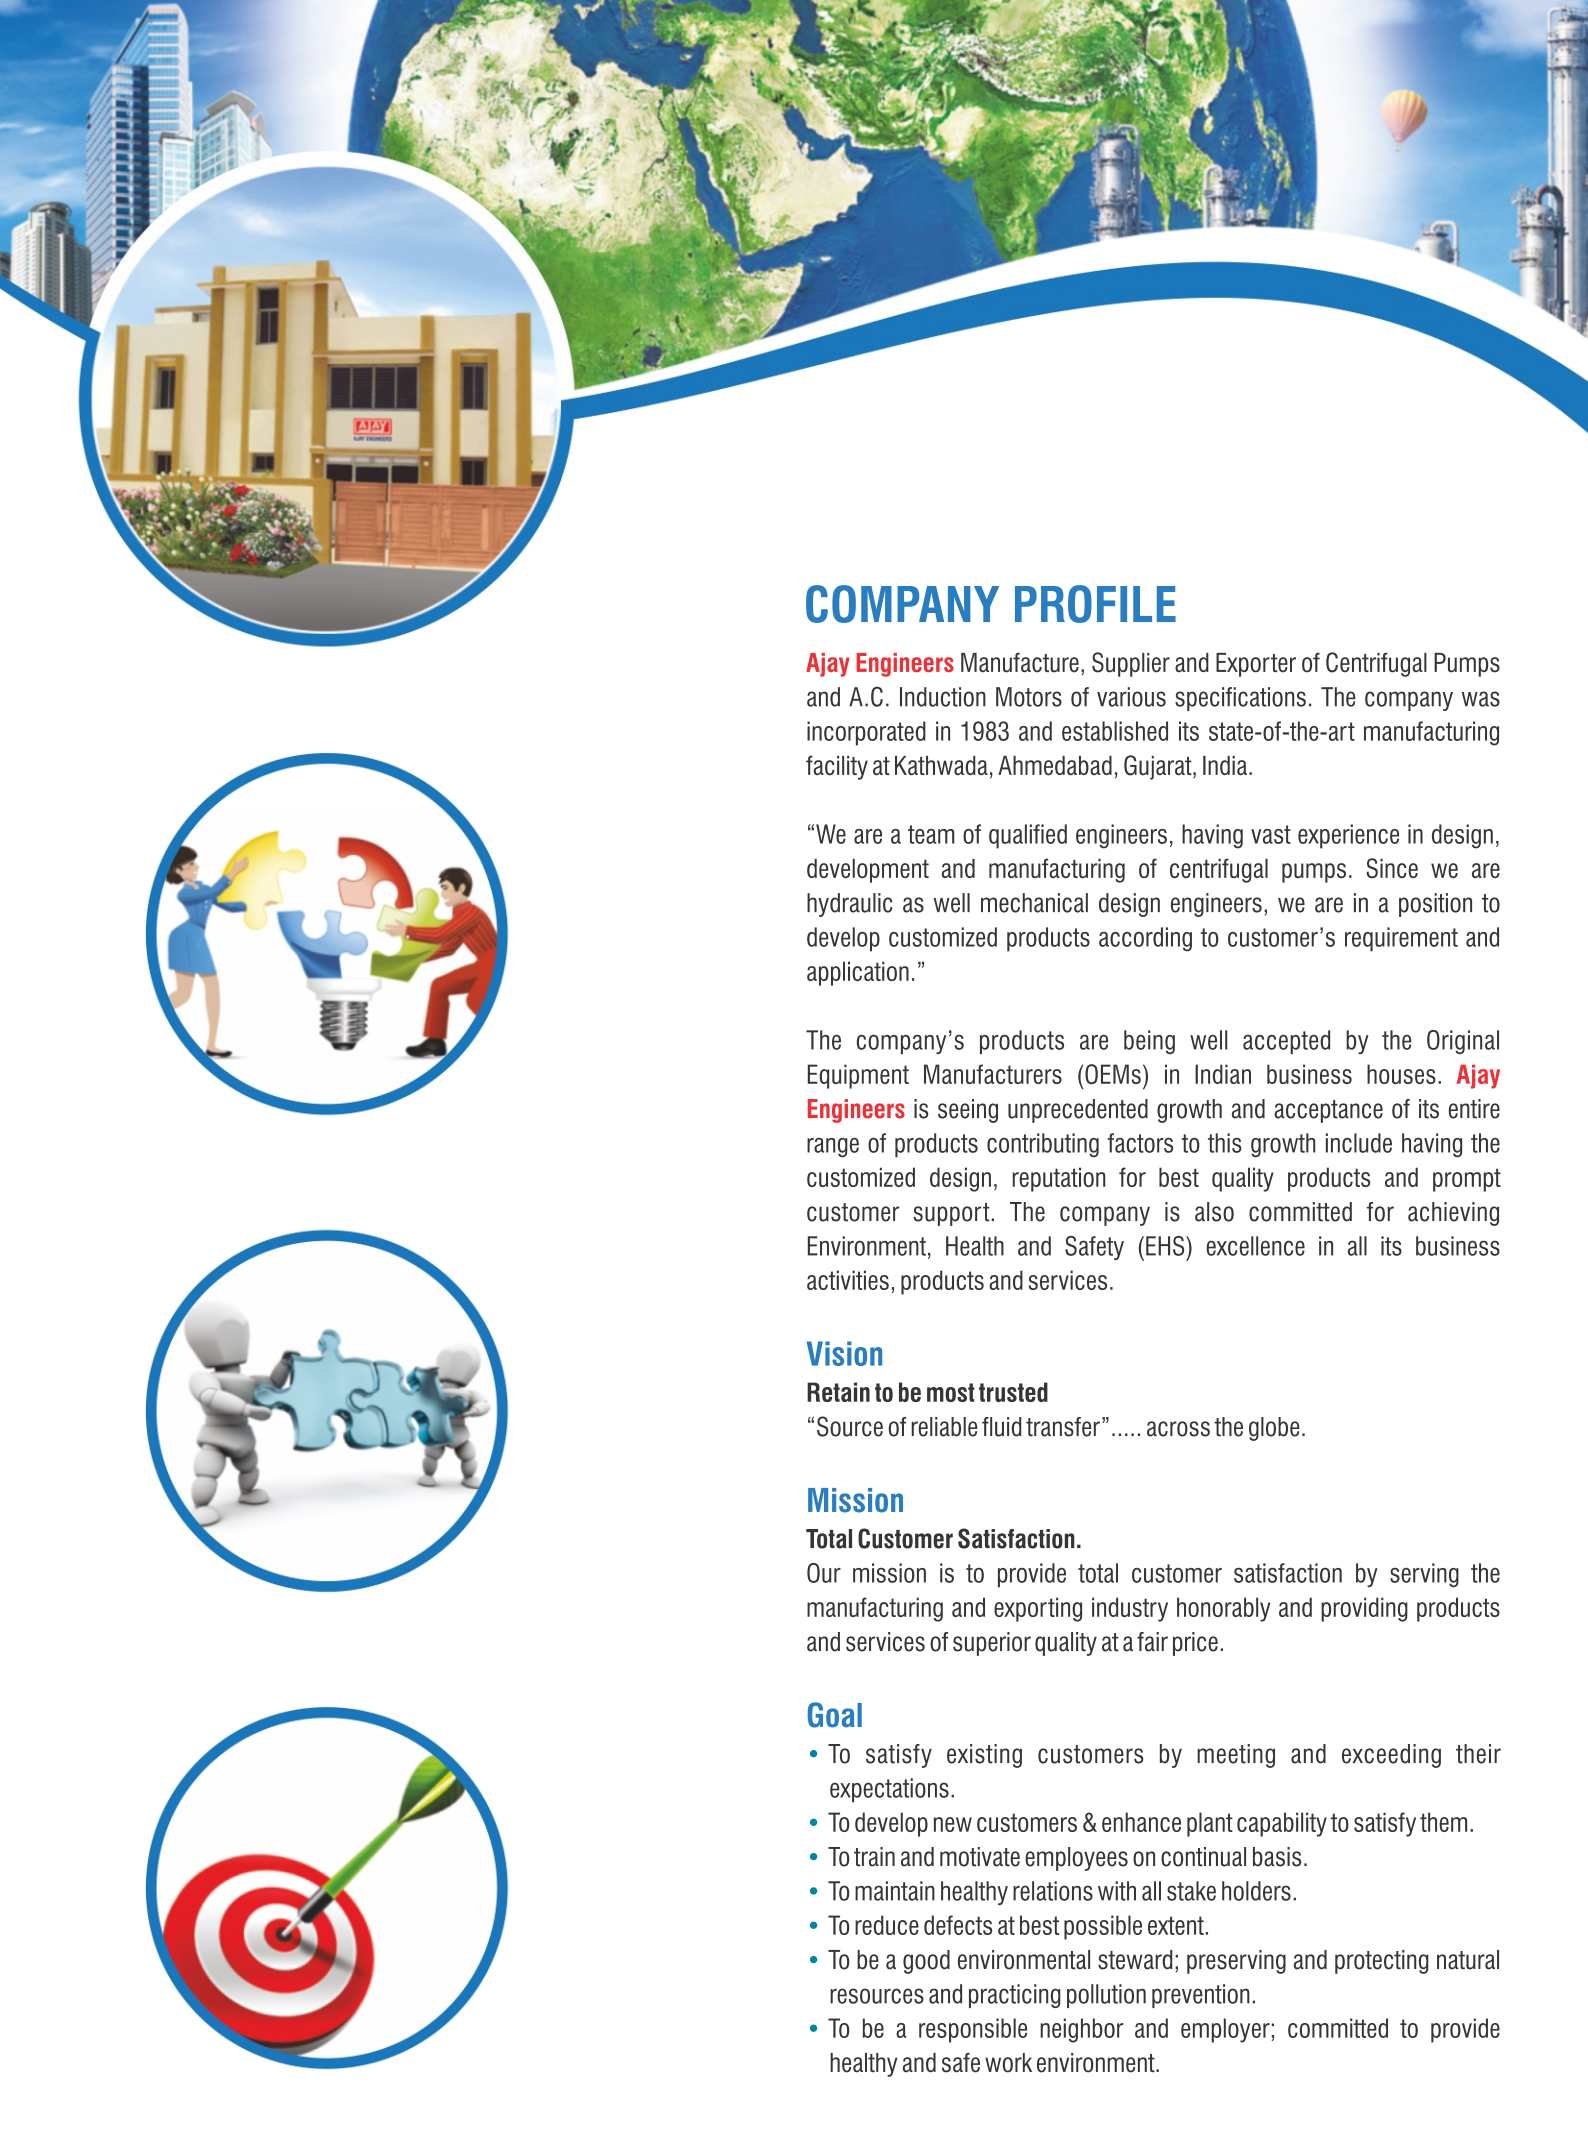 AJAY
AJAY ENGINEERS
COMPANY PROFILE
Ajay Engineers Manufacture, Supplier and Exporter of Centrifugal Pumps
and A.C. Induction Motors of various specifications. The company was
incorporated in 1983 and established its state-of-the-art manufacturing
facility at Kathwada, Ahmedabad, Gujarat, India.
“We are a team of qualified engineers, having vast experience in design,
development and manufacturing of centrifugal pumps. Since we are
hydraulic as well mechanical design engineers, we are in a position to
develop customized products according to customer’s requirement and
application.”
The company’s products are being well accepted by the Original
Equipment Manufacturers (OEMs) in Indian business houses. Ajay
Engineers is seeing unprecedented growth and acceptance of its entire
range of products contributing factors to this growth include having the
customized design, reputation for best quality products and prompt
customer support. The company is also committed for achieving
Environment, Health and Safety (EHS) excellence in all its business
activities, products and services.
Vision
Retain to be most trusted
“Source of reliable fluid transfer”..... across the globe.
Mission
Total Customer Satisfaction.
Our mission is to provide total customer satisfaction by serving the
manufacturing and exporting industry honorably and providing products
and services of superior quality at a fair price.
Goal
• To satisfy existing customers by meeting and exceeding their
expectations.
• To develop new customers & enhance plant capability to satisfy them.
• To train and motivate employees on continual basis.
• To maintain healthy relations with all stake holders.
• To reduce defects at best possible extent.
• To be a good environmental steward; preserving and protecting natural
resources and practicing pollution prevention.
• To be a responsible neighbor and employer; committed to provide
healthy and safe work environment.